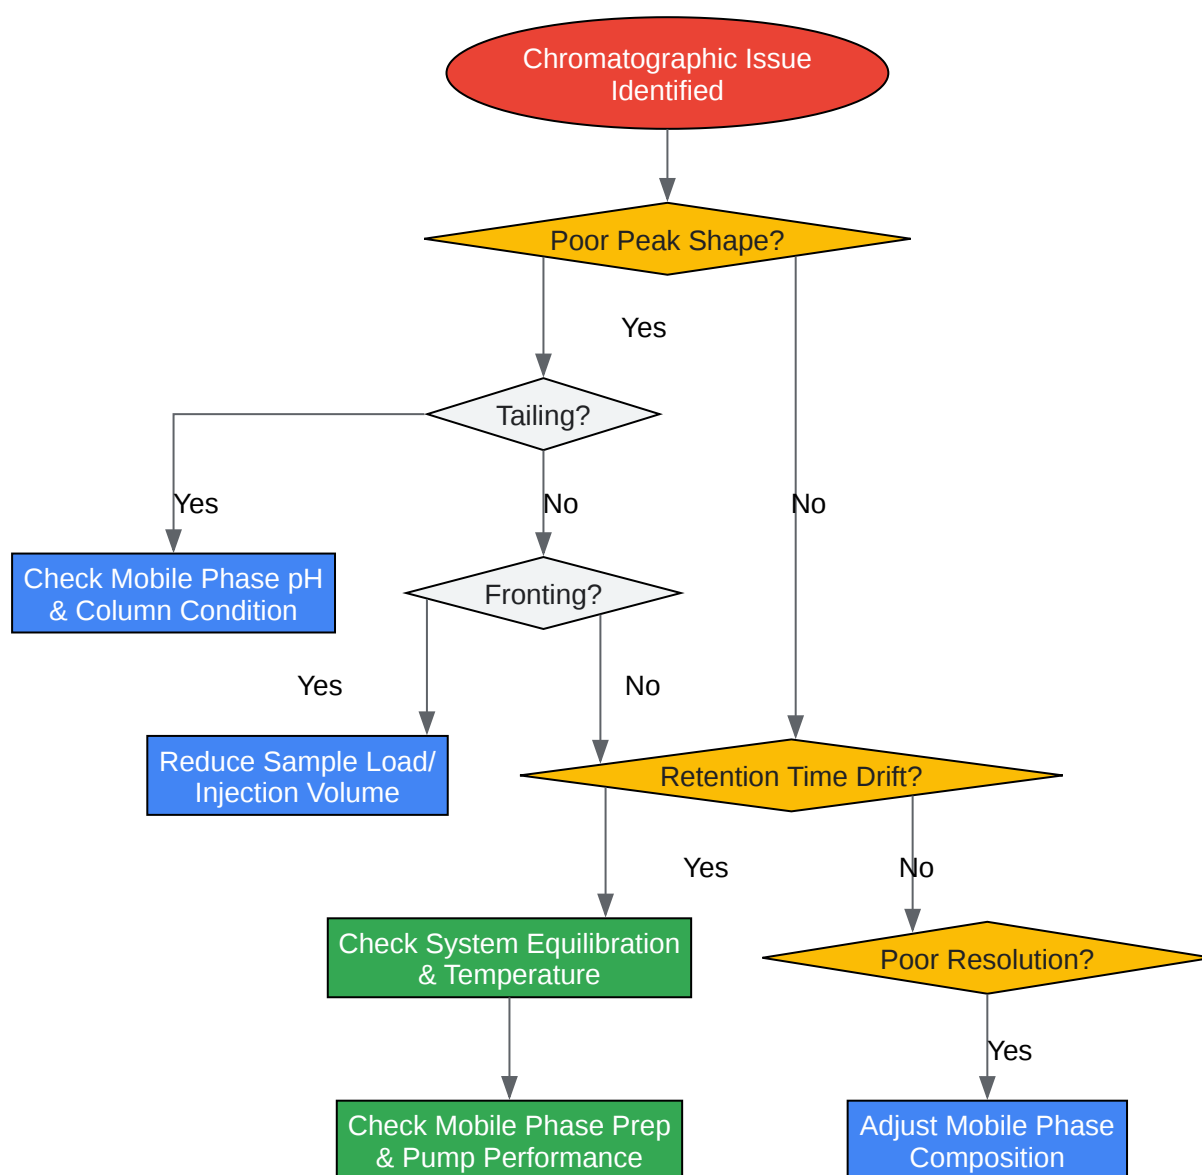 Chromatographic Issue
Identified
Poor Peak Shape?
Yes
Tailing?
Yes
No
No
Check Mobile Phase pH
& Column Condition
Fronting?
Yes
No
Reduce Sample Load/
Injection Volume
Retention Time Drift?
Yes
No
Check System Equilibration
& Temperature
Poor Resolution?
Yes
Check Mobile Phase Prep
& Pump Performance
Adjust Mobile Phase
Composition